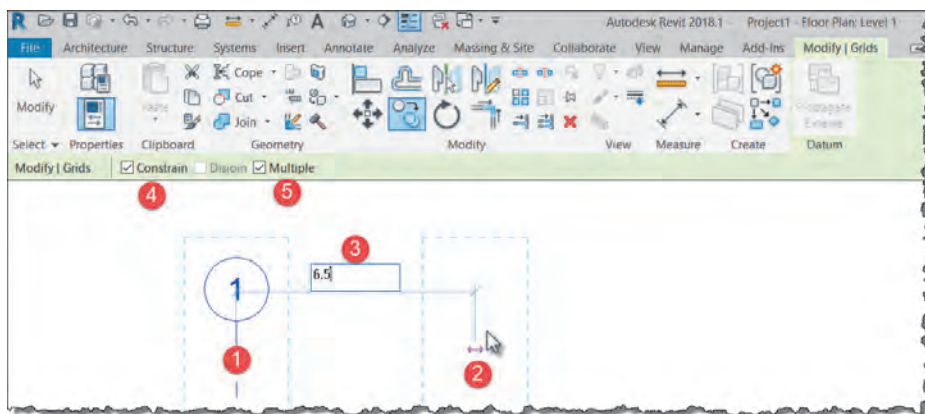 Autodesk Revit 2018.1 - Project1 - Floor Plan: Level 1
File Architecture Structure Systems Insert Annotate Analyze Massing & Site Collaborate View Manage Add-Ins Modify | Grids
Cope
Modify Paste Cut Propagate
Join Extents
Select Properties Clipboard Geometry Modify View Measure Create Datum
Modify | Grids Constrain Disjoin Multiple
4 5
3
6.5
1
1
2